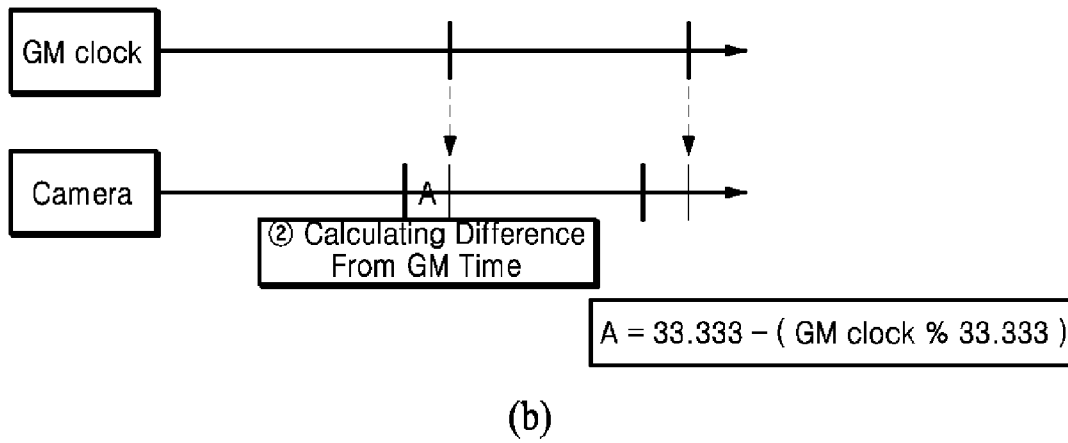 GM clock
Camera
A
② Calculating Difference
From GM Time
A = 33.333 − ( GM clock % 33.333 )
(b)